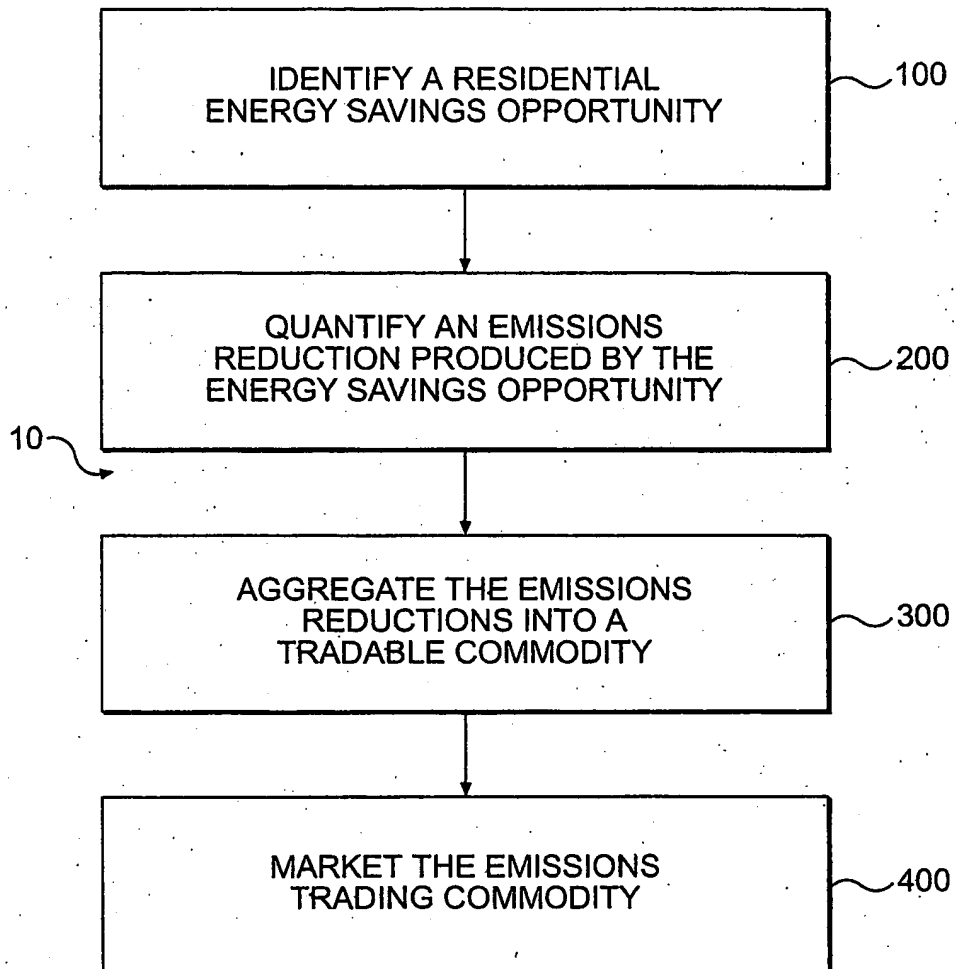 IDENTIFY A RESIDENTIAL
ENERGY SAVINGS OPPORTUNITY
100
QUANTIFY AN EMISSIONS
REDUCTION PRODUCED BY THE
ENERGY SAVINGS OPPORTUNITY
200
10
AGGREGATE THE EMISSIONS
REDUCTIONS INTO A
TRADABLE COMMODITY
300
MARKET THE EMISSIONS
TRADING COMMODITY
400